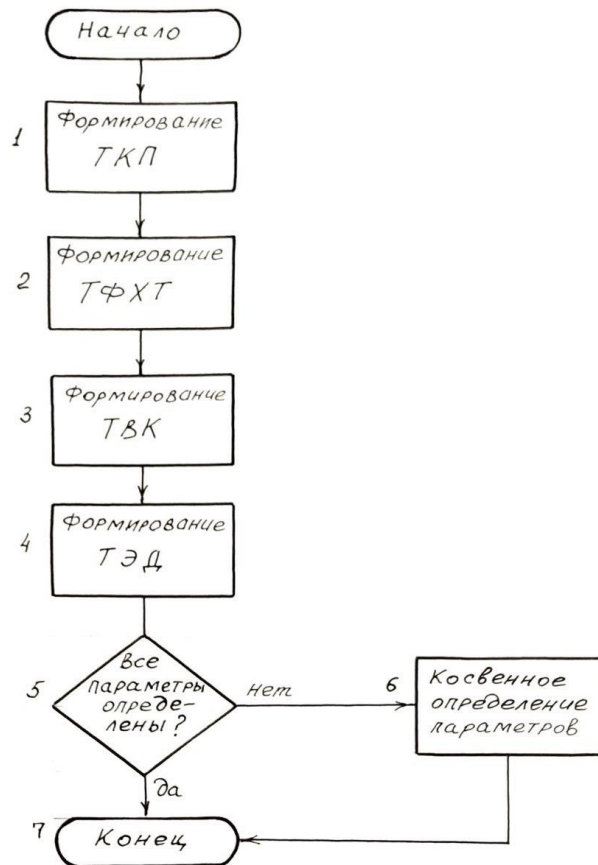 Начало
1
Формирование
ТКП
2
Формирование
ТФХТ
3
Формирование
ТВК
4
Формирование
ТЭД
5
Все
параметры
опреде-
лены?
нет
6
Косвенное
определение
параметров
да
7
Конец